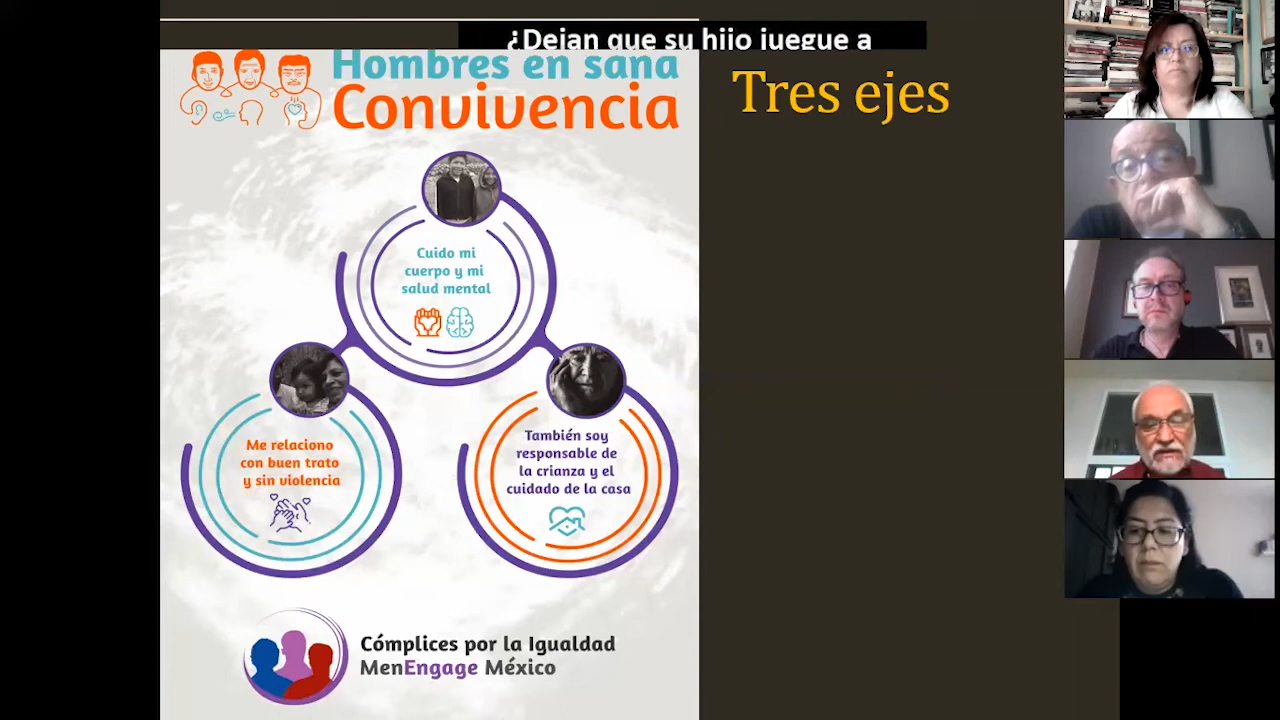 ¿Dejan que su hijo juegue a
Hombres en sana
Convivencia
Tres ejes
Cuido mi
cuerpo y mi
salud mental
Me relaciono
con buen trato
y sin violencia
También soy
responsable de
la crianza y el
cuidado de la casa
Cómplices por la Igualdad
MenEngage México